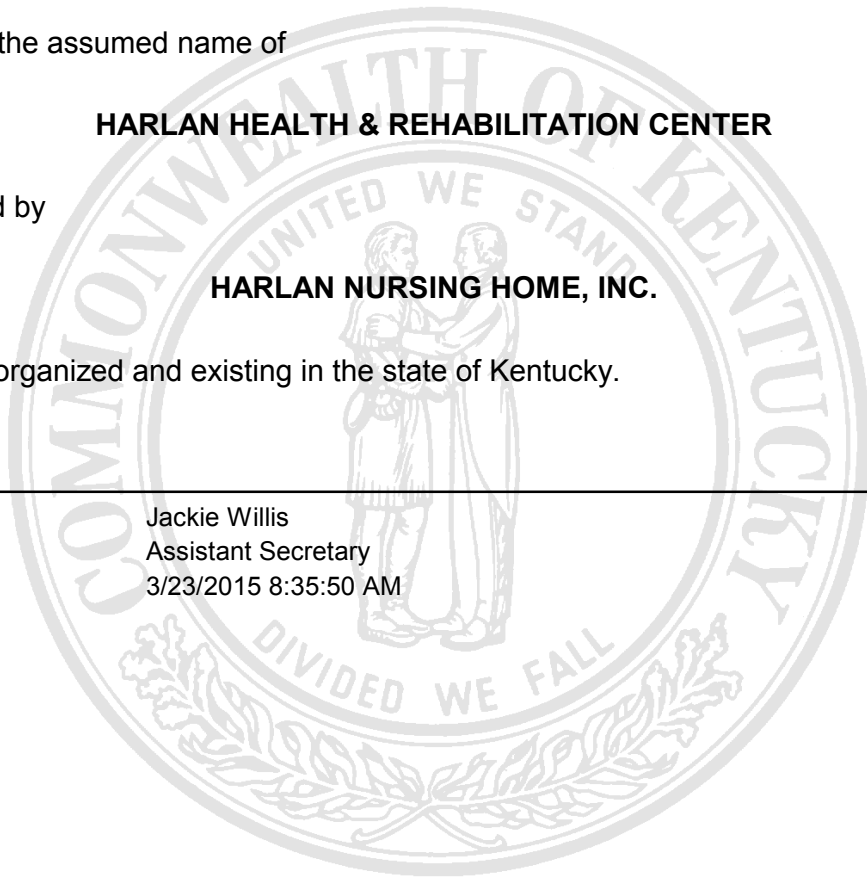 the assumed name of
HARLAN HEALTH & REHABILITATION CENTER
d by
HARLAN NURSING HOME, INC.
organized and existing in the state of Kentucky.
Jackie Willis
Assistant Secretary
3/23/2015 8:35:50 AM
COMMONWEALTH OF KENTUCKY
UNITED WE STAND
DIVIDED WE FALL